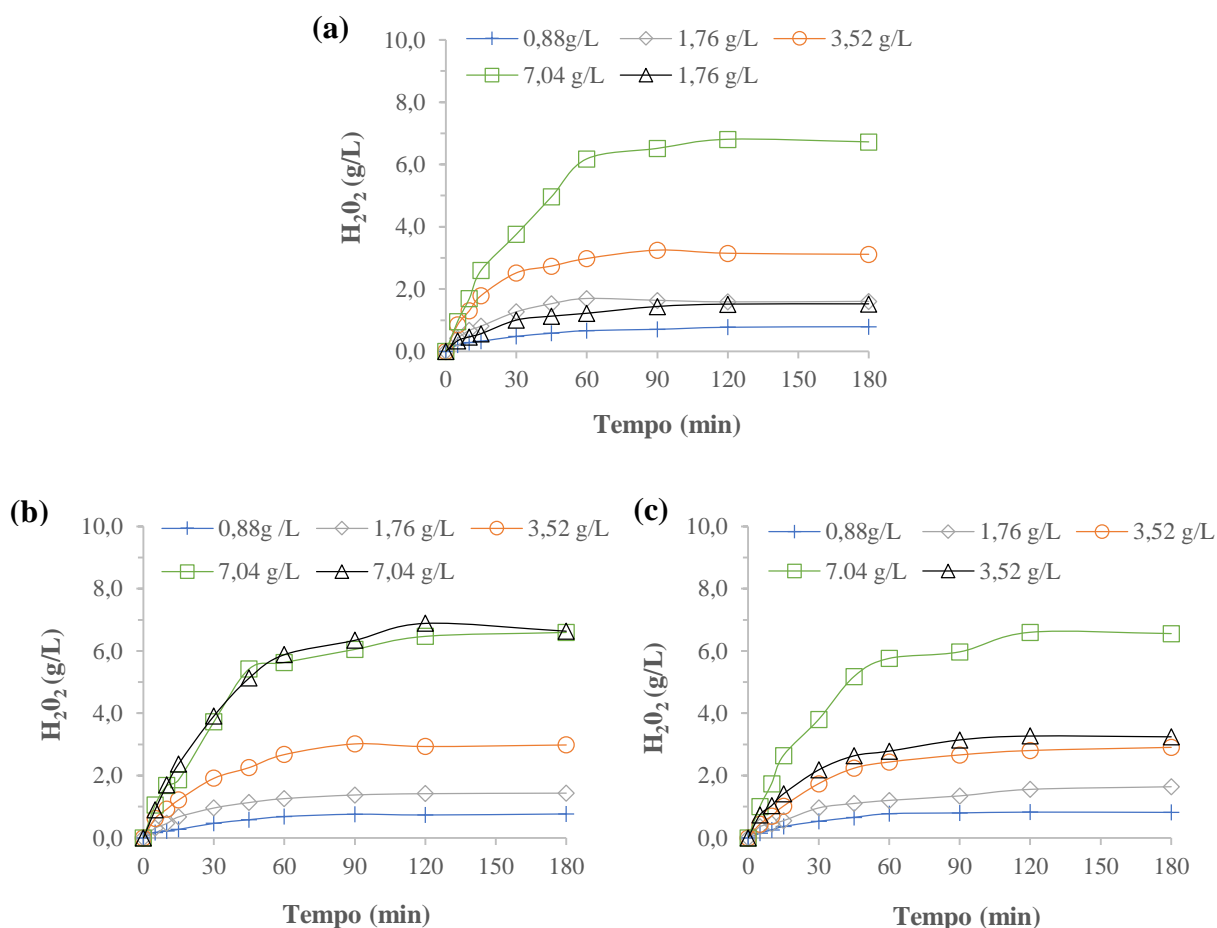 (a)
0,88g/L 1,76 g/L 3,52 g/L
7,04 g/L 1,76 g/L
10,0
8,0
6,0
4,0
2,0
0,0
H₂0₂ (g/L)
0 30 60 90 120 150 180
Tempo (min)
(b)
0,88g /L 1,76 g/L 3,52 g/L
7,04 g/L 7,04 g/L
10,0
8,0
6,0
4,0
2,0
0,0
H₂0₂ (g/L)
0 30 60 90 120 150 180
Tempo (min)
(c)
0,88g/L 1,76 g/L 3,52 g/L
7.04 g/L 3,52 g/L
10,0
8,0
6,0
4,0
2,0
0,0
H₂0₂ (g/L)
0 30 60 90 120 150 180
Tempo (min)